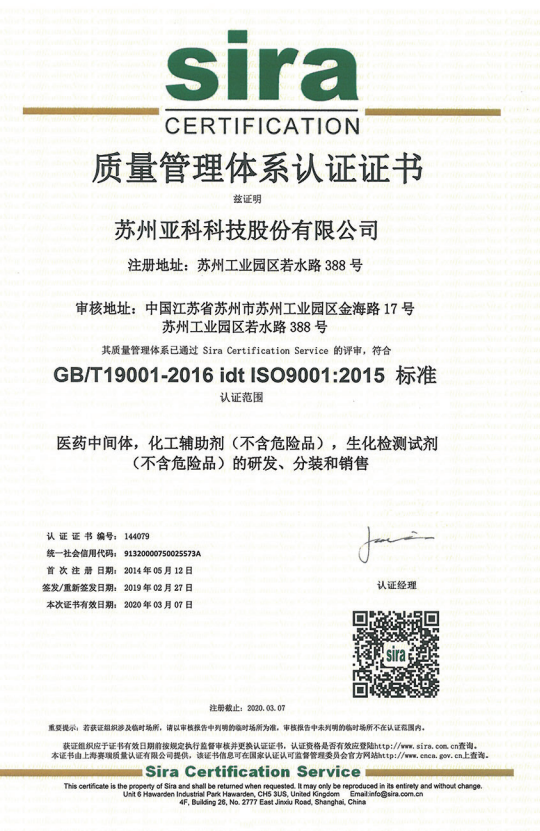 sira
CERTIFICATION
质量管理体系认证证书
兹证明
苏州亚科科技股份有限公司
注册地址：苏州工业园区若水路 388 号
审核地址：中国江苏省苏州市苏州工业园区金海路 17 号
苏州工业园区若水路 388 号
其质量管理体系已通过 Sira Certification Service 的评审，符合
GB/T19001-2016 idt ISO9001:2015 标准
认证范围
医药中间体，化工辅助剂（不含危险品），生化检测试剂
（不含危险品）的研发、分装和销售
认 证 证 书 编号： 144079
统一社会信用代码： 91320000750025573A
首 次 注 册 日期： 2014 年 05 月 12 日
签发/重新签发日期： 2019 年 02 月 27 日
本次证书有效日期： 2020 年 03 月 07 日
认证经理
sira
注册截止：2020.03.07
重要提示：若获证组织涉及临时场所，请以审核报告中列明的临时场所为准，审核报告中未列明的临时场所不在认证范围内。
获证组织应于证书有效日期前按规定执行监督审核并更换认证证书，认证资格是否有效应登陆http://www.sira.com.cn查询。
本证书由上海赛瑞质量认证有限公司提供，该证书信息可在国家认证认可监督管理委员会官方网站http://www.cnca.gov.cn上查询。
Sira Certification Service
This certificate is the property of Sira and shall be returned when requested. It may only be reproduced in its entirety and without change.
Unit 6 Hawarden Industrial Park Hawarden, CH5 3US, United Kingdom Email:info@sira.com.cn
4F, Building 26, No. 2777 East Jinxiu Road, Shanghai, China